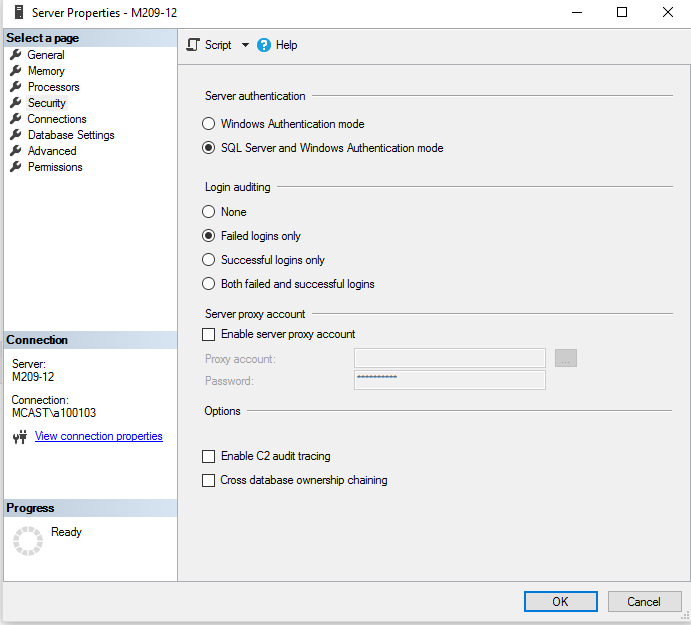 Server Properties - M209-12
Select a page
General
Memory
Processors
Security
Connections
Database Settings
Advanced
Permissions
Connection
Server:
M209-12
Connection:
MCAST\a100103
View connection properties
Progress
Ready
Script
? Help
Server authentication
Windows Authentication mode
SQL Server and Windows Authentication mode
Login auditing
None
Failed logins only
Successful logins only
Both failed and successful logins
Server proxy account
Enable server proxy account
Proxy account:
...
Password: **********
Options
Enable C2 audit tracing
Cross database ownership chaining
OK Cancel